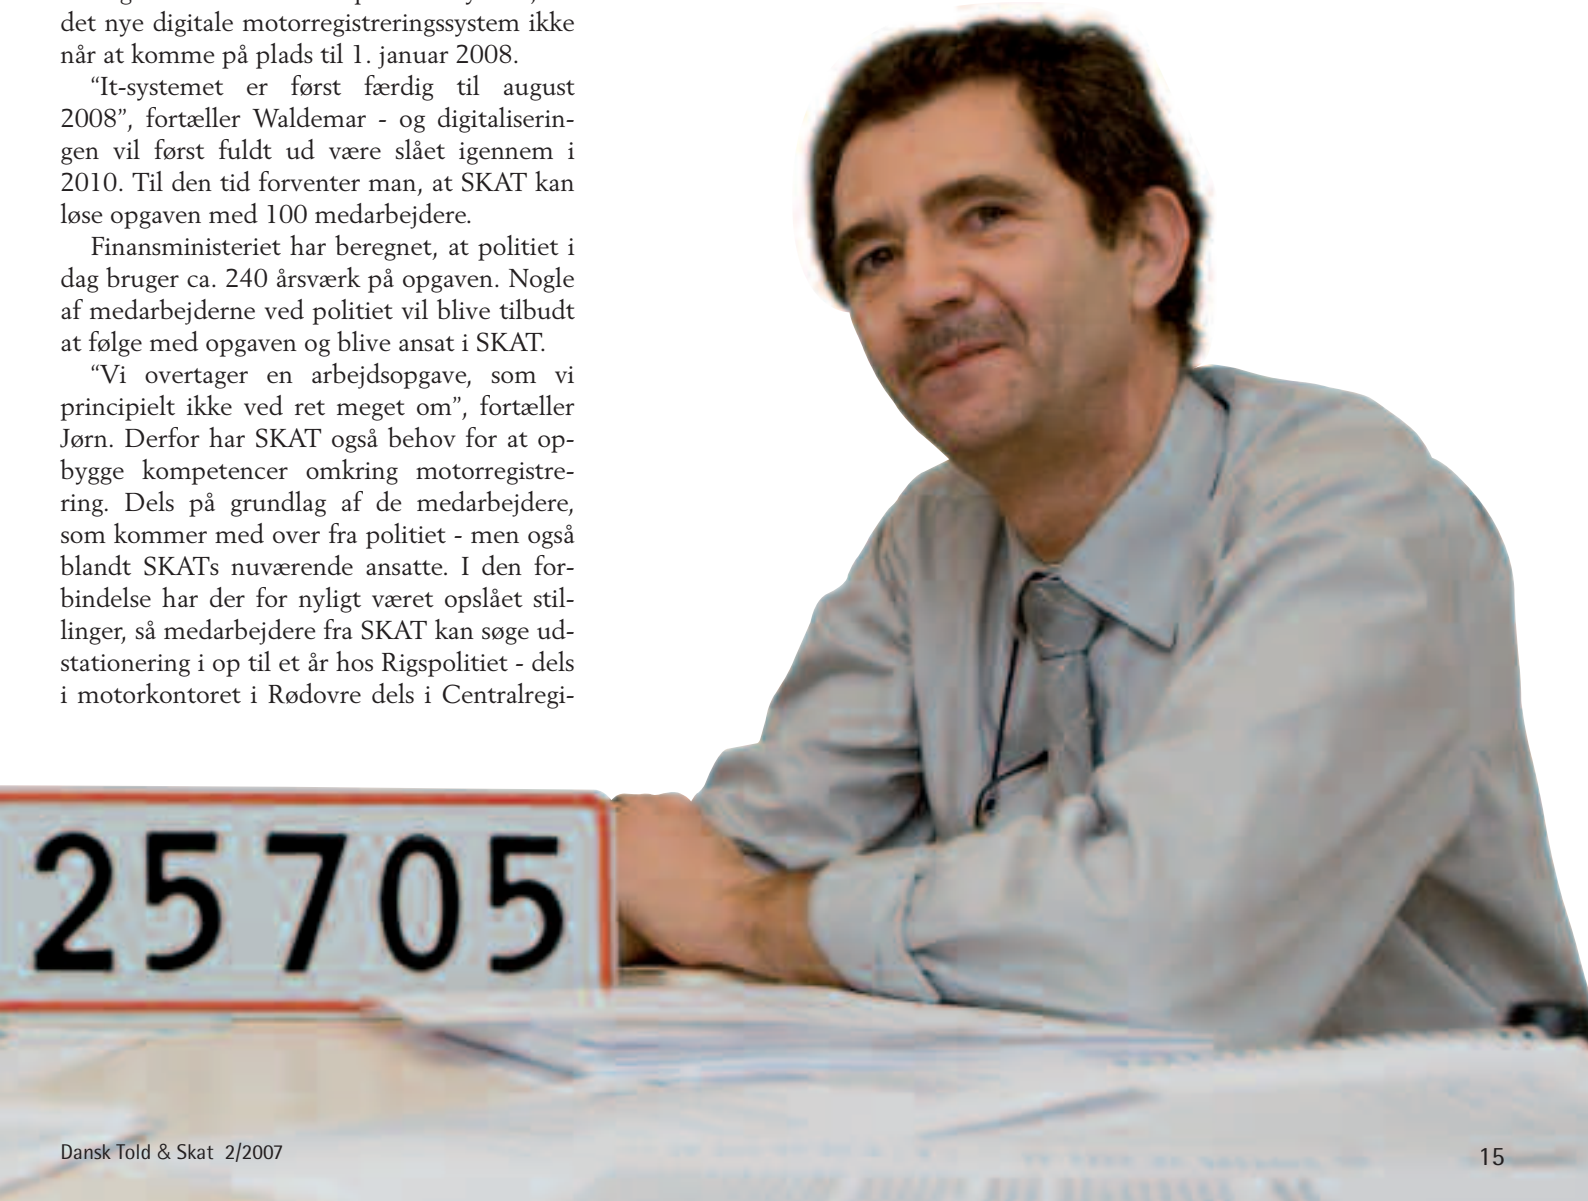 det nye digitale motorregistreringssystem ikke
når at komme på plads til 1. januar 2008.
“It-systemet er først færdig til august
2008”, fortæller Waldemar - og digitaliserin-
gen vil først fuldt ud være slået igennem i
2010. Til den tid forventer man, at SKAT kan
løse opgaven med 100 medarbejdere.
Finansministeriet har beregnet, at politiet i
dag bruger ca. 240 årsværk på opgaven. Nogle
af medarbejderne ved politiet vil blive tilbudt
at følge med opgaven og blive ansat i SKAT.
“Vi overtager en arbejdsopgave, som vi
principielt ikke ved ret meget om”, fortæller
Jørn. Derfor har SKAT også behov for at op-
bygge kompetencer omkring motorregistre-
ring. Dels på grundlag af de medarbejdere,
som kommer med over fra politiet - men også
blandt SKATs nuværende ansatte. I den for-
bindelse har der for nyligt været opslået stil-
linger, så medarbejdere fra SKAT kan søge ud-
stationering i op til et år hos Rigspolitiet - dels
i motorkontoret i Rødovre dels i Centralregi-
25 705
Dansk Told & Skat 2/2007
15